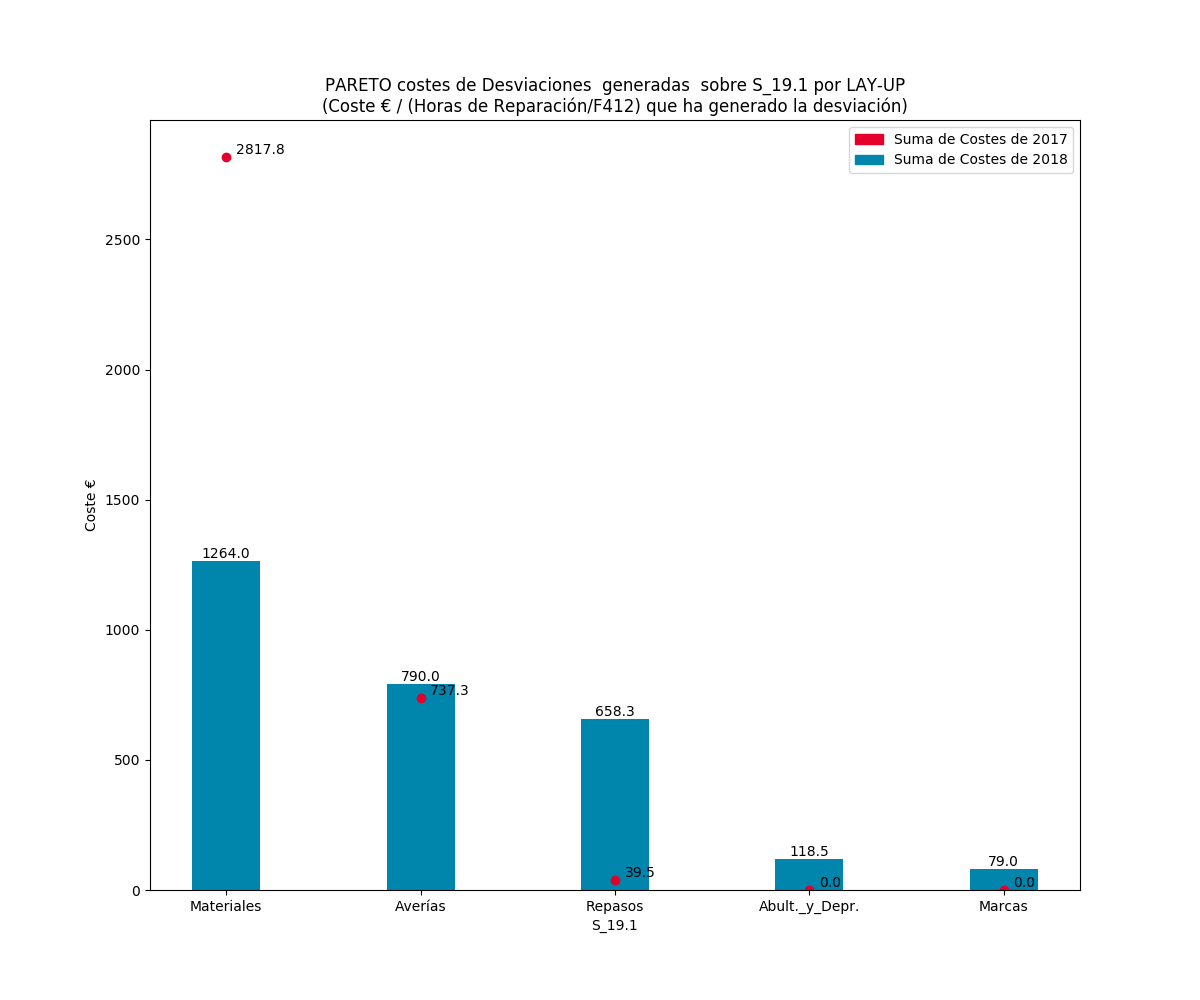 PARETO costes de Desviaciones  generadas  sobre S_19.1 por LAY-UP
(Coste € / (Horas de Reparación/F412) que ha generado la desviación)
Suma de Costes de 2017
Suma de Costes de 2018
2817.8
2500
2000
1500
1000
500
0
Coste €
1264.0
790.0
737.3
658.3
39.5
118.5
0.0
79.0
0.0
Materiales
Averías
Repasos
Abult._y_Depr.
Marcas
S_19.1